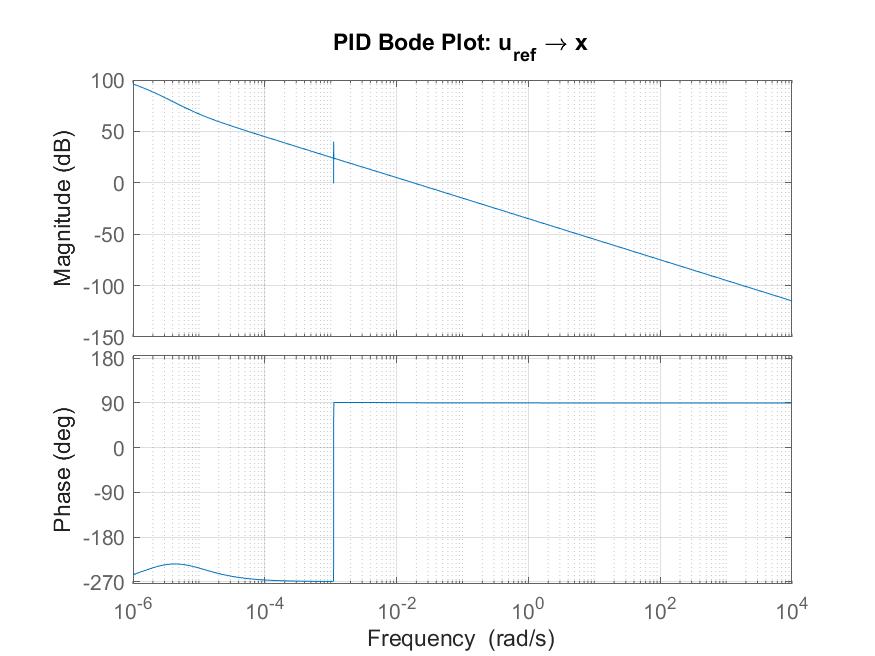 PID Bode Plot: u_ref → x
Magnitude (dB)
100
50
0
-50
-100
-150
Phase (deg)
180
90
0
-90
-180
-270
10^-6 10^-4 10^-2 10^0 10^2 10^4
Frequency (rad/s)